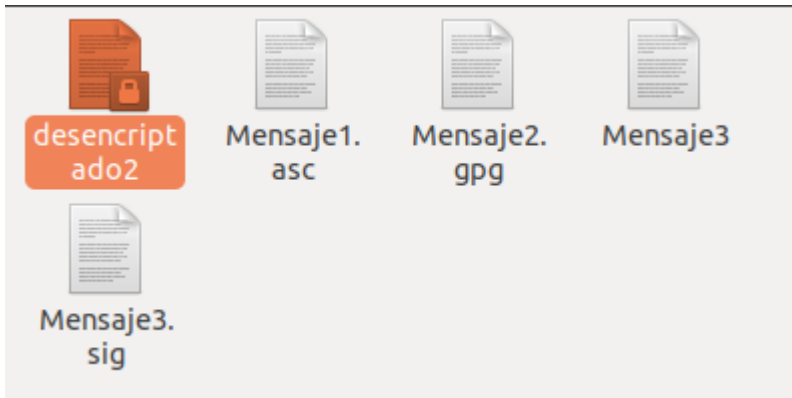 desencript
ado2
Mensaje1.
asc
Mensaje2.
gpg
Mensaje3
Mensaje3.
sig